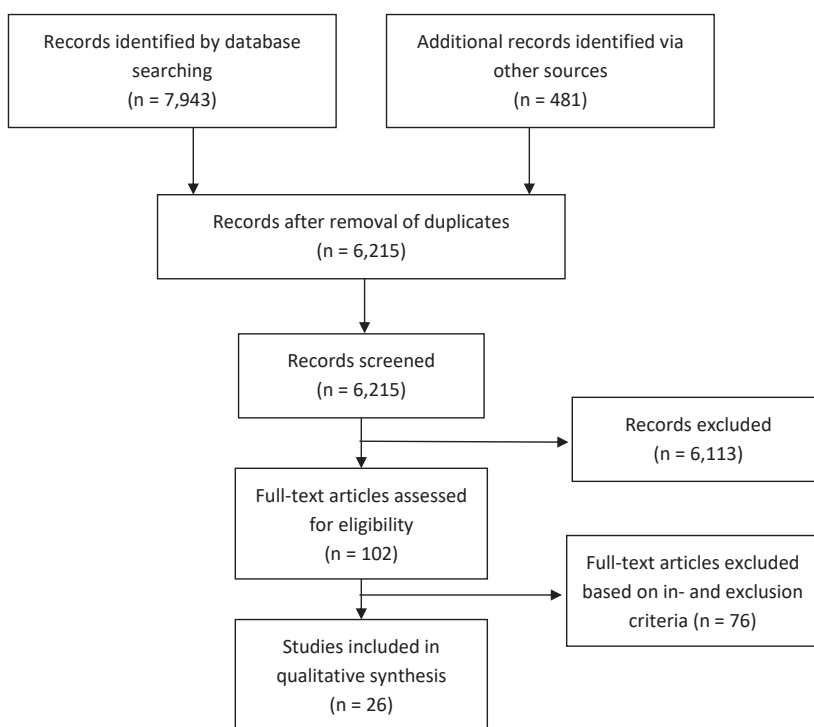 Records identified by database
searching
(n = 7,943)
Additional records identified via
other sources
(n = 481)
Records after removal of duplicates
(n = 6,215)
Records screened
(n = 6,215)
Records excluded
(n = 6,113)
Full-text articles assessed
for eligibility
(n = 102)
Full-text articles excluded
based on in- and exclusion
criteria (n = 76)
Studies included in
qualitative synthesis
(n = 26)